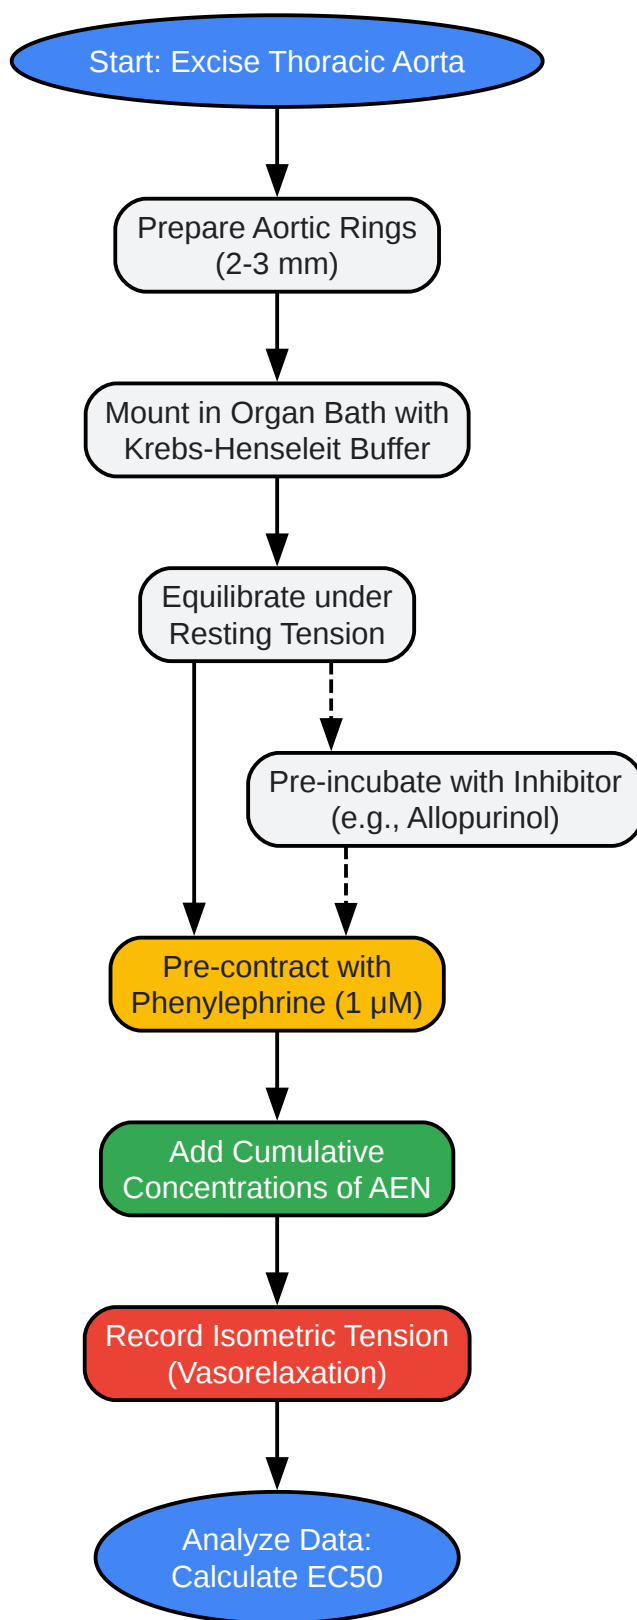 Start: Excise Thoracic Aorta
Prepare Aortic Rings
(2-3 mm)
Mount in Organ Bath with
Krebs-Henseleit Buffer
Equilibrate under
Resting Tension
Pre-incubate with Inhibitor
(e.g., Allopurinol)
Pre-contract with
Phenylephrine (1 μM)
Add Cumulative
Concentrations of AEN
Record Isometric Tension
(Vasorelaxation)
Analyze Data:
Calculate EC50